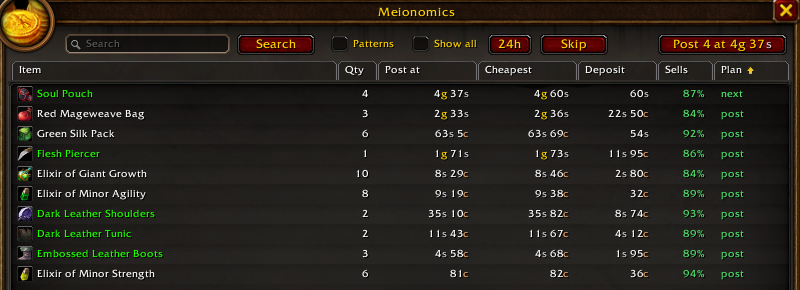 Meionomics
Search Search Patterns Show all 24h Skip Post 4 at 4g 37s
Item Qty Post at Cheapest Deposit Sells Plan
Soul Pouch 4 4g 37s 4g 60s 60s 87% next
Red Mageweave Bag 3 2g 33s 2g 36s 22s 50c 84% post
Green Silk Pack 6 63s 5c 63s 69c 54s 92% post
Flesh Piercer 1 1g 71s 1g 73s 11s 95c 86% post
Elixir of Giant Growth 10 8s 29c 8s 46c 2s 80c 84% post
Elixir of Minor Agility 8 9s 19c 9s 38c 32c 89% post
Dark Leather Shoulders 2 35s 10c 35s 82c 8s 74c 93% post
Dark Leather Tunic 2 11s 43c 11s 67c 4s 12c 89% post
Embossed Leather Boots 3 4s 58c 4s 68c 1s 95c 89% post
Elixir of Minor Strength 6 81c 82c 36c 94% post